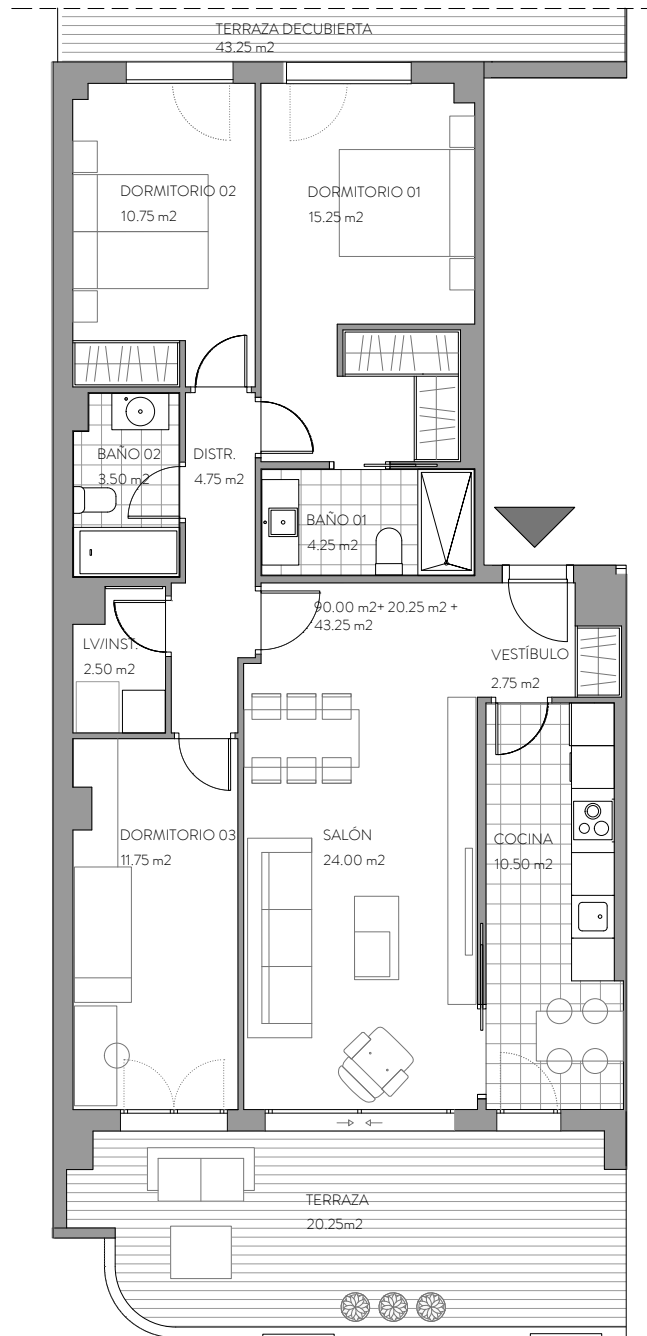 TERRAZA DECUBIERTA
43.25 m2
DORMITORIO 02
10.75 m2
DORMITORIO 01
15.25 m2
BAÑO 02
3.50 m2
DISTR.
4.75 m2
BAÑO 01
4.25 m2
90.00 m2+ 20.25 m2 +
43.25 m2
LV/INST.
2.50 m2
VESTÍBULO
2.75 m2
DORMITORIO 03
11.75 m2
SALÓN
24.00 m2
COCINA
10.50 m2
TERRAZA
20.25m2